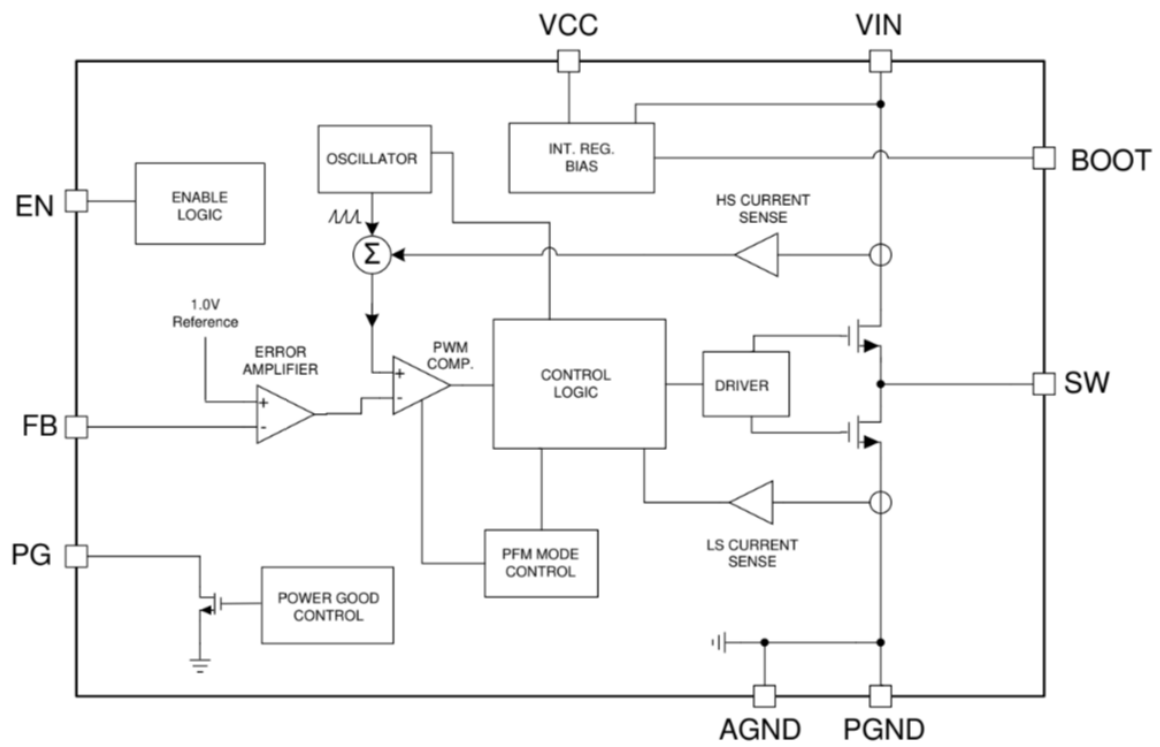 VCC
VIN
OSCILLATOR
INT. REG.
BIAS
BOOT
EN
ENABLE
LOGIC
HS CURRENT
SENSE
Σ
1.0V
Reference
ERROR
AMPLIFIER
PWM
COMP.
+
-
+
-
CONTROL
LOGIC
DRIVER
SW
FB
PG
POWER GOOD
CONTROL
PFM MODE
CONTROL
LS CURRENT
SENSE
AGND
PGND